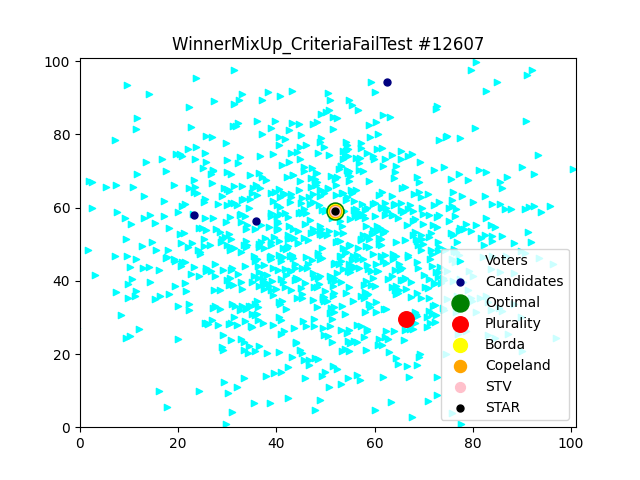 WinnerMixUp_CriteriaFailTest #12607
100
80
60
40
20
0
0
20
40
60
80
100
Voters
Candidates
Optimal
Plurality
Borda
Copeland
STV
STAR